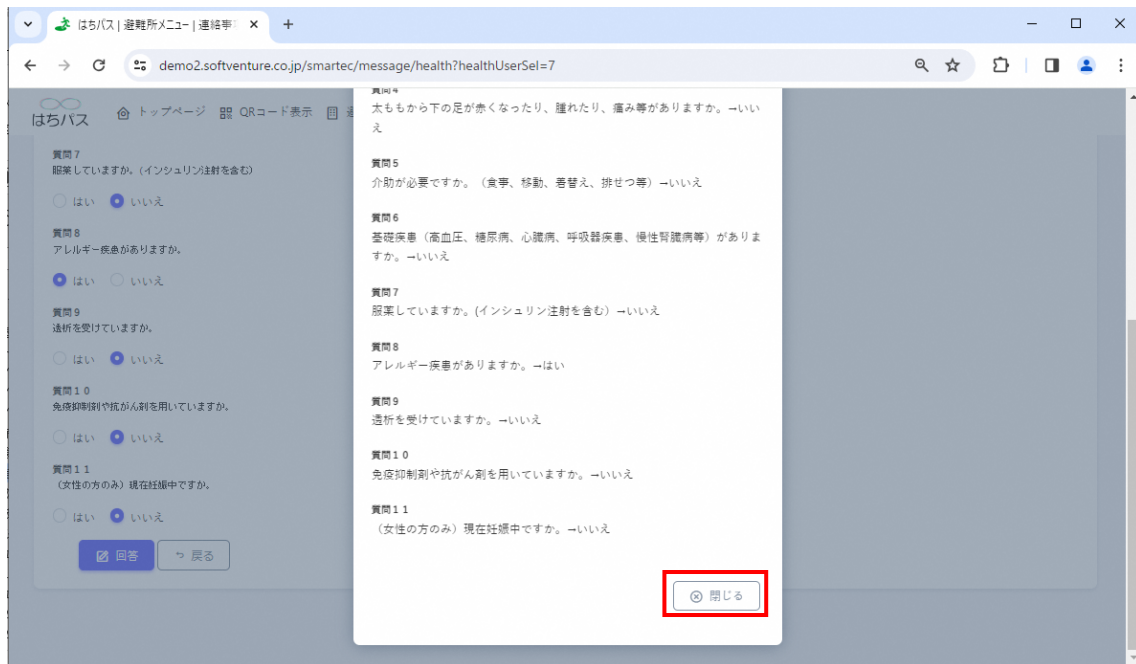 はちパス | 避難所メニュー | 連絡事
demo2.softventure.co.jp/smartec/message/health?healthUserSel=7
はちパス
トップページ
QRコード表示
質問7
服薬していますか。(インシュリン注射を含む)
はい いいえ
質問8
アレルギー疾患がありますか。
はい いいえ
質問9
透析を受けていますか。
はい いいえ
質問10
免疫抑制剤や抗がん剤を用いていますか。
はい いいえ
質問11
(女性の方のみ) 現在妊娠中ですか。
はい いいえ
回答 戻る
質問4
太ももから下の足が赤くなったり、腫れたり、痛み等がありますか。→いい
え
質問5
介助が必要ですか。(食事、移動、着替え、排せつ等)→いいえ
質問6
基礎疾患(高血圧、糖尿病、心臓病、呼吸器疾患、慢性腎臓病等)がありま
すか。→いいえ
質問7
服薬していますか。(インシュリン注射を含む)→いいえ
質問8
アレルギー疾患がありますか。→はい
質問9
透析を受けていますか。→いいえ
質問10
免疫抑制剤や抗がん剤を用いていますか。→いいえ
質問11
(女性の方のみ)現在妊娠中ですか。→いいえ
閉じる